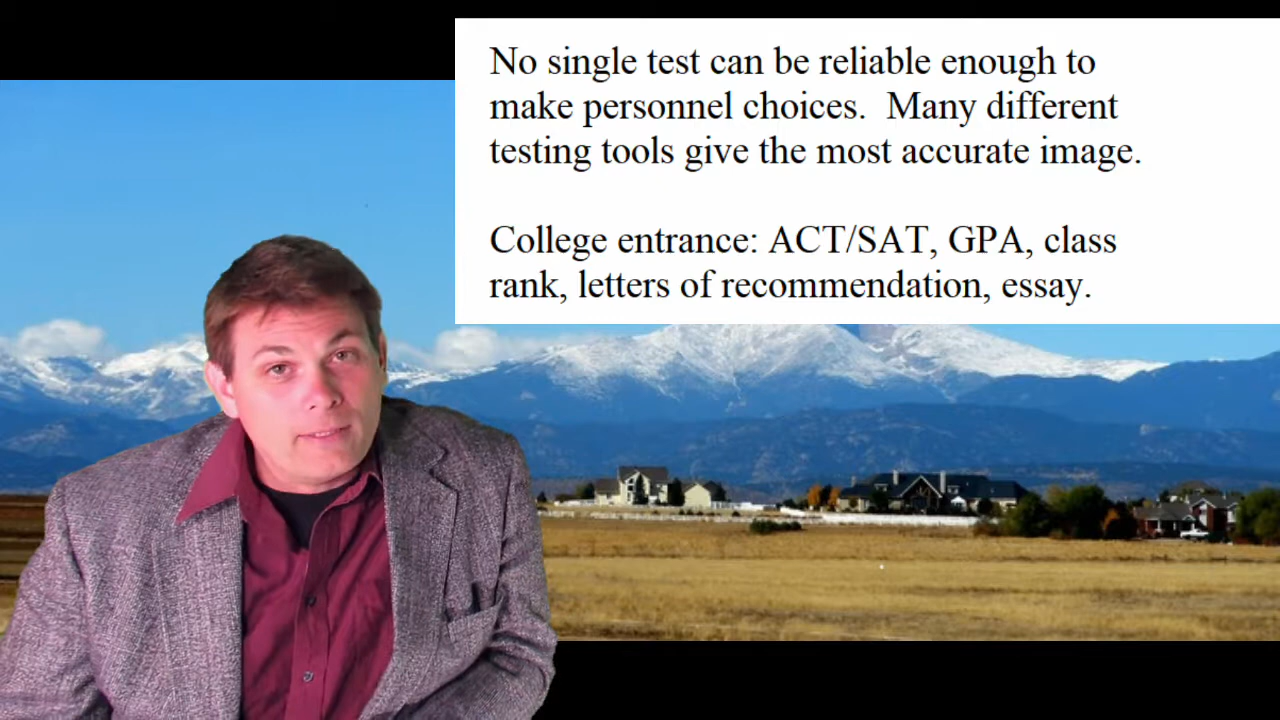 No single test can be reliable enough to
make personnel choices.  Many different
testing tools give the most accurate image.
College entrance: ACT/SAT, GPA, class
rank, letters of recommendation, essay.